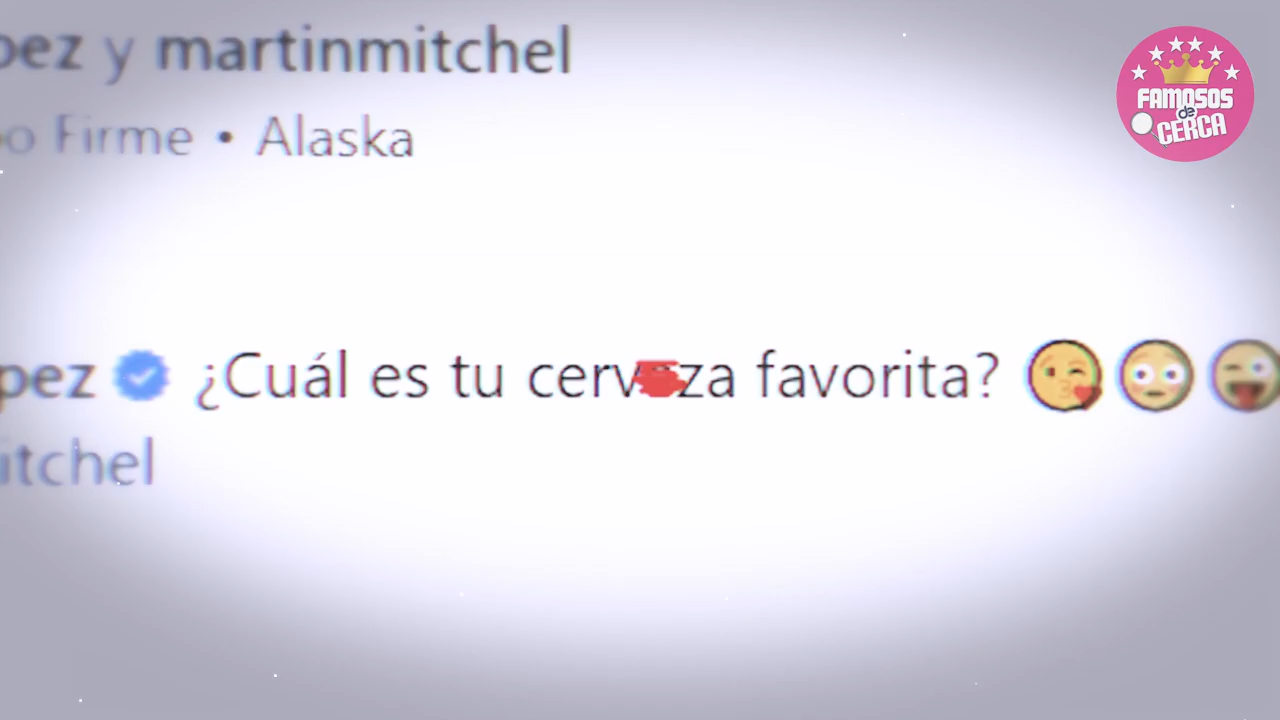 pez y martinmitchel
o Firme • Alaska
FAMOSOS
de
CERCA
pez ¿Cuál es tu cerv za favorita? 😘😳😜
itchel